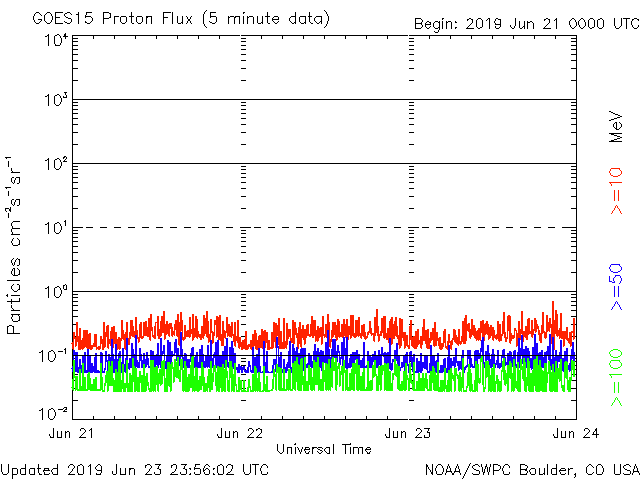 GOES15 Proton Flux (5 minute data)
Begin: 2019 Jun 21 0000 UTC
Particles cm⁻²s⁻¹sr⁻¹
10⁴
10³
10²
10¹
10⁰
10⁻¹
10⁻²
Jun 21
Jun 22
Jun 23
Jun 24
Universal Time
MeV
>=10
>=50
>=100
Updated 2019 Jun 23 23:56:02 UTC
NOAA/SWPC Boulder, CO USA